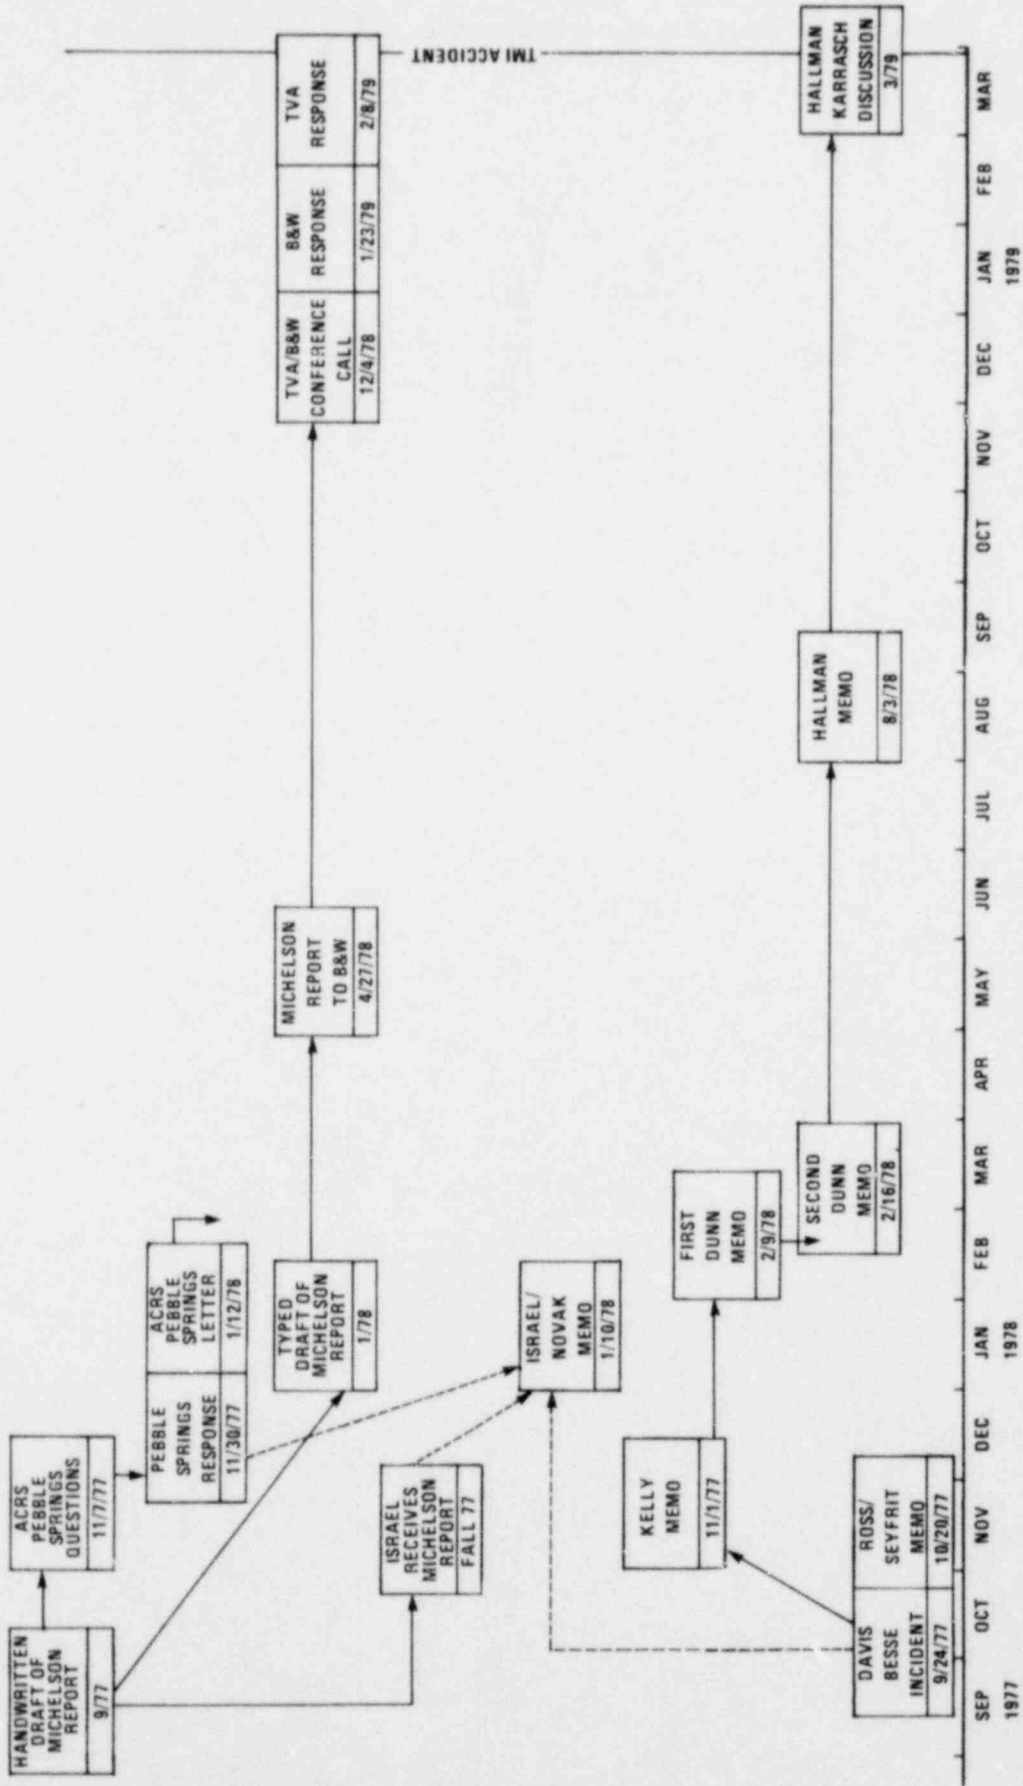 HANDWRITTEN
DRAFT OF
MICHELSON
REPORT
9/77
ACRS
PEBBLE
SPRINGS
QUESTIONS
11/7/77
PEBBLE
SPRINGS
RESPONSE
11/30/77
ACRS
PEBBLE
SPRINGS
LETTER
1/12/78
TYPED
DRAFT OF
MICHELSON
REPORT
1/78
MICHELSON
REPORT
TO B&W
4/27/78
TVA/B&W
CONFERENCE
CALL
12/4/78
B&W
RESPONSE
1/23/79
TVA
RESPONSE
2/8/79
ISRAEL
RECEIVES
MICHELSON
REPORT
FALL 77
TMI ACCIDENT
ISRAEL/
NOVAK
MEMO
1/10/78
KELLY
MEMO
11/1/77
FIRST
DUNN
MEMO
2/9/78
SECOND
DUNN
MEMO
2/16/78
HALLMAN
MEMO
8/3/78
HALLMAN
KARRASCH
DISCUSSION
3/79
DAVIS
BESSE
INCIDENT
9/24/77
ROSS/
SEYFRIT
MEMO
10/20/77
SEP OCT NOV DEC JAN FEB MAR APR MAY JUN JUL AUG SEP OCT NOV DEC JAN FEB MAR
1977 1978 1979